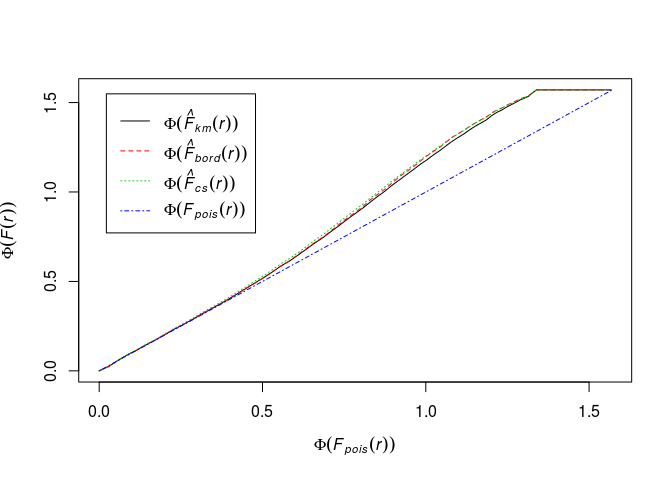 Φ(F̂km(r))
Φ(F̂bord(r))
Φ(F̂cs(r))
Φ(Fpois(r))
Φ(F(r))
1.5
1.0
0.5
0.0
0.0 0.5 1.0 1.5
Φ(Fpois(r))